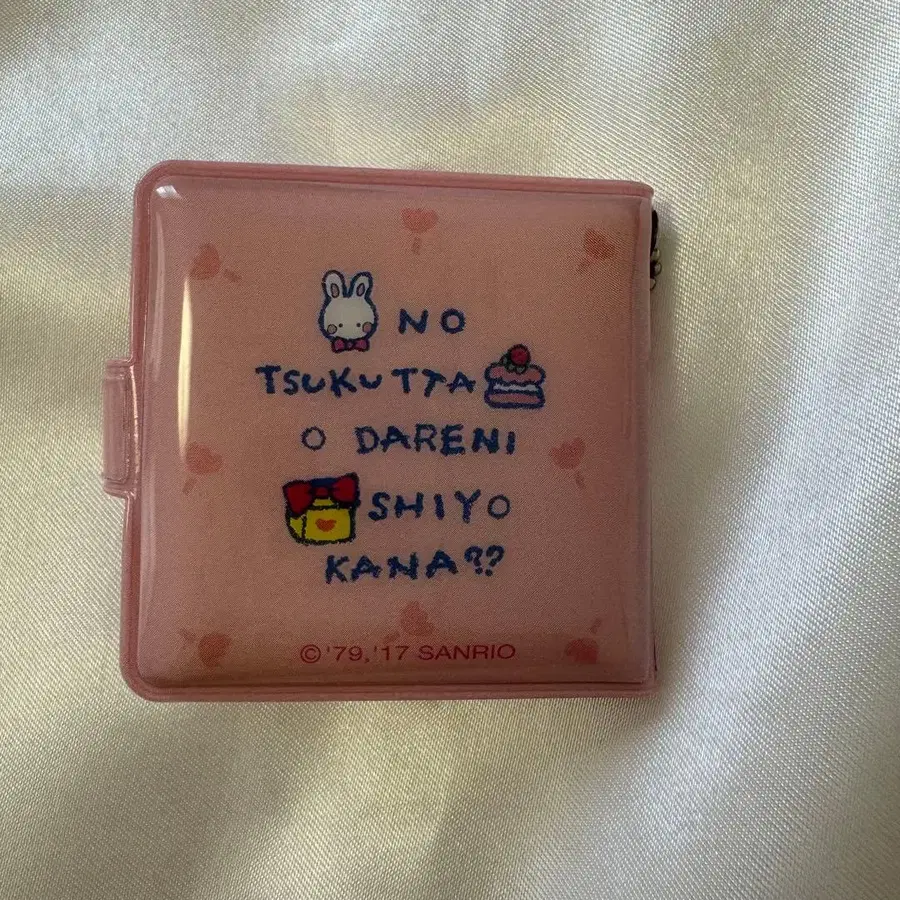 NO
TSUKUTTA
O DARENI
SHIYO
KANA??
©'79,'17 SANRIO